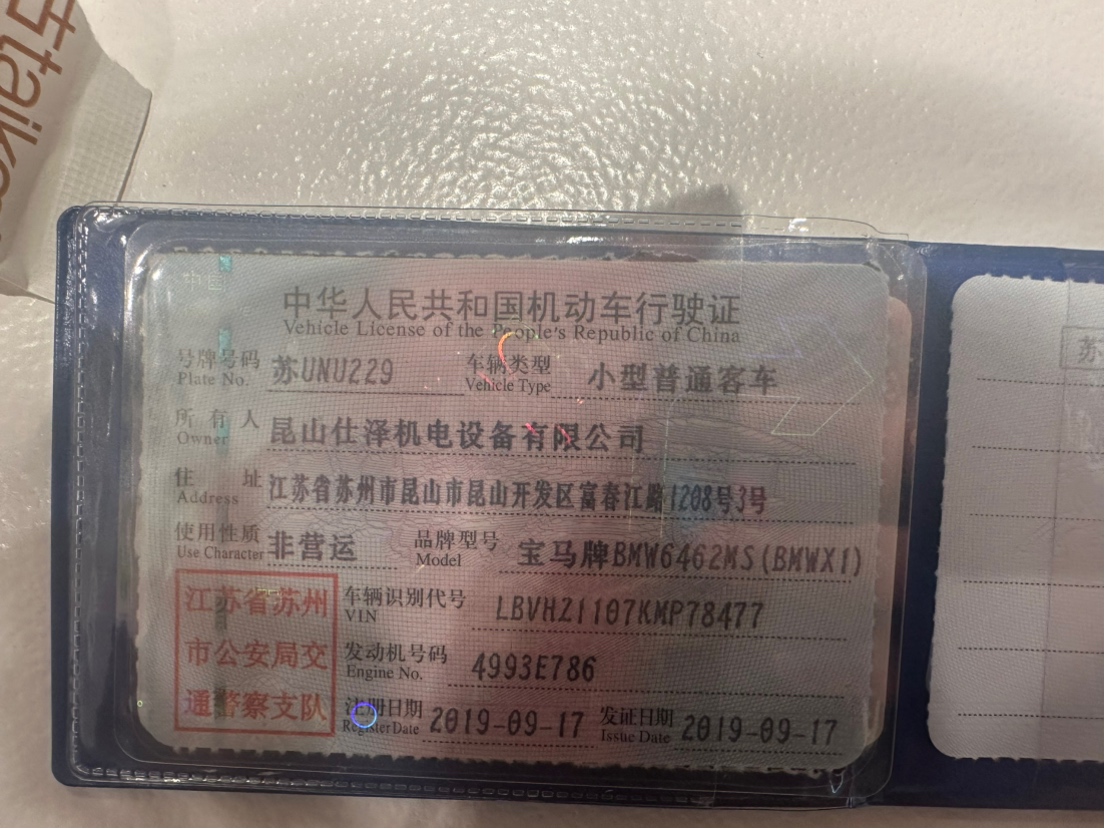 taik
中华人民共和国机动车行驶证
Vehicle License of the People's Republic of China
号牌号码 苏UNU229 车辆类型 小型普通客车
Plate No. Vehicle Type
所有人 昆山仕泽机电设备有限公司
Owner
住址 江苏省苏州市昆山市昆山开发区富春江路1208号3号
Address
使用性质 非营运 品牌型号 宝马牌BMW6462MS(BMWX1)
Use Character Model
江苏省苏州
市公安局交
通警察支队
车辆识别代号 LBVHZ1107KMP78477
VIN
发动机号码 4993E786
Engine No.
注册日期 2019-09-17 发证日期 2019-09-17
Register Date Issue Date
苏